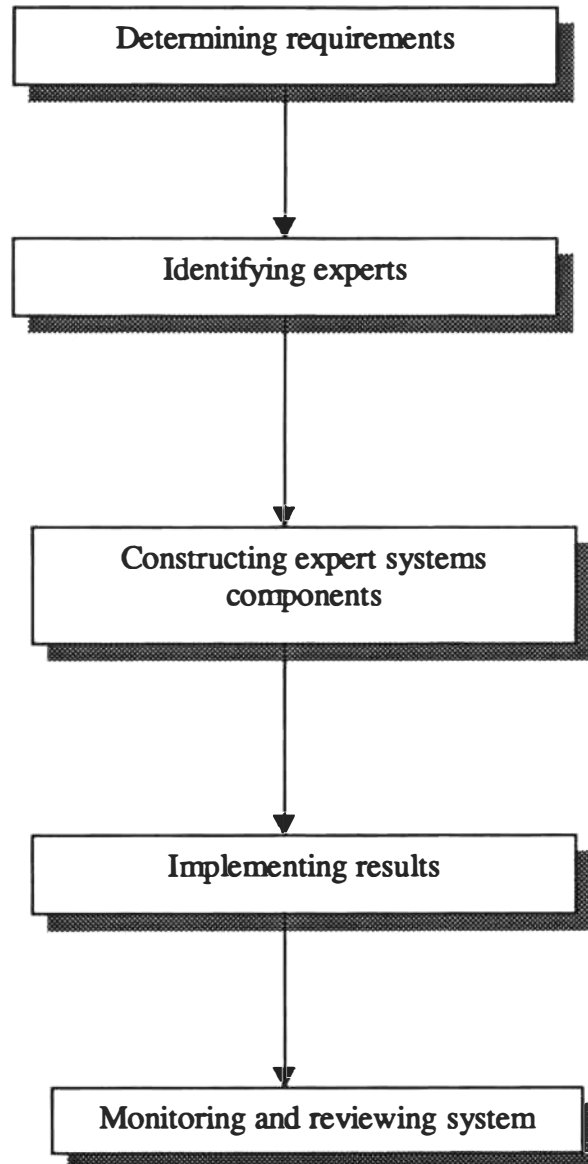 Determining requirements
Identifying experts
Constructing expert systems
components
Implementing results
Monitoring and reviewing system